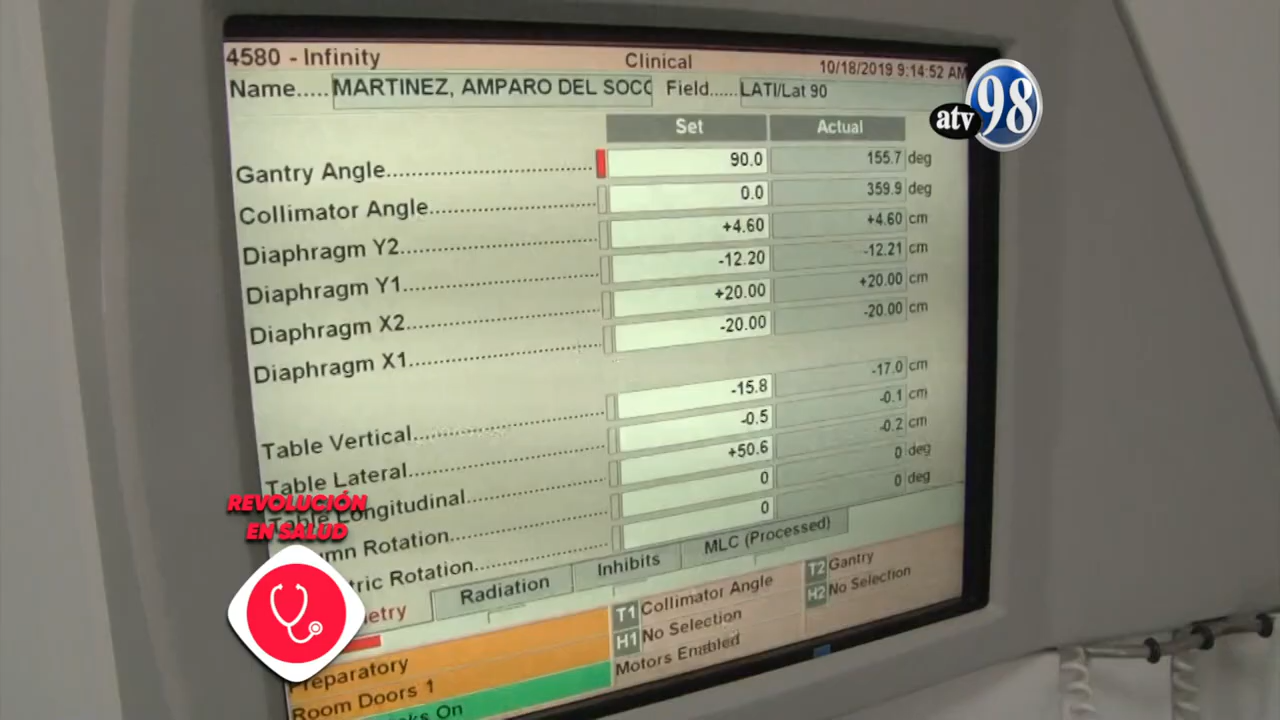 4580 - Infinity Clinical 10/18/2019 9:14:52 AM
Name..... MARTINEZ, AMPARO DEL SOCC Field...... LATI/Lat 90
atv 98
Set Actual
Gantry Angle 90.0 155.7 deg
Collimator Angle 0.0 359.9 deg
Diaphragm Y2 +4.60 +4.60 cm
Diaphragm Y1 -12.20 -12.21 cm
Diaphragm X2 +20.00 +20.00 cm
Diaphragm X1 -20.00 -20.00 cm
Table Vertical -15.8 -17.0 cm
Table Lateral -0.5 -0.1 cm
Table Longitudinal +50.6 -0.2 cm
mn Rotation 0 0 deg
tric Rotation 0 0 deg
REVOLUCIÓN
EN SALUD
etry Radiation Inhibits MLC (Processed)
Preparatory
Room Doors 1
ks On
T1 Collimator Angle T2 Gantry
H1 No Selection H2 No Selection
Motors Enabled